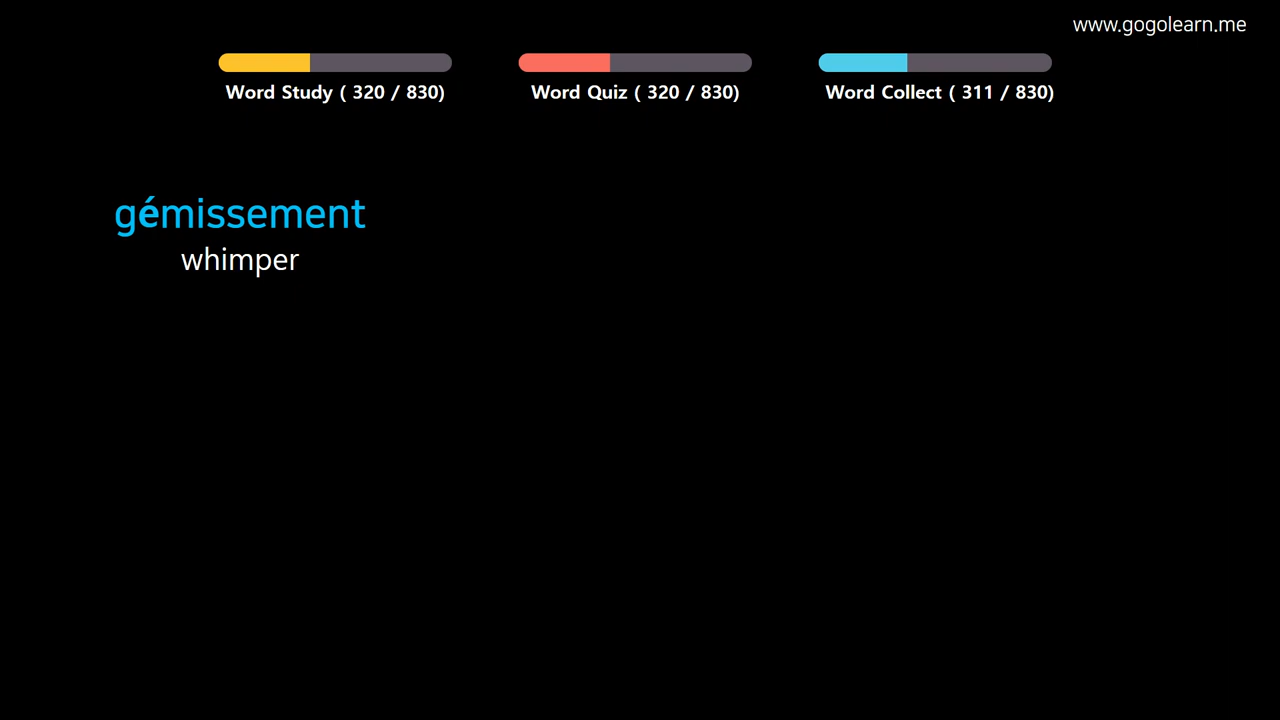 www.gogolearn.me
Word Study ( 320 / 830)
Word Quiz ( 320 / 830)
Word Collect ( 311 / 830)
gémissement
whimper